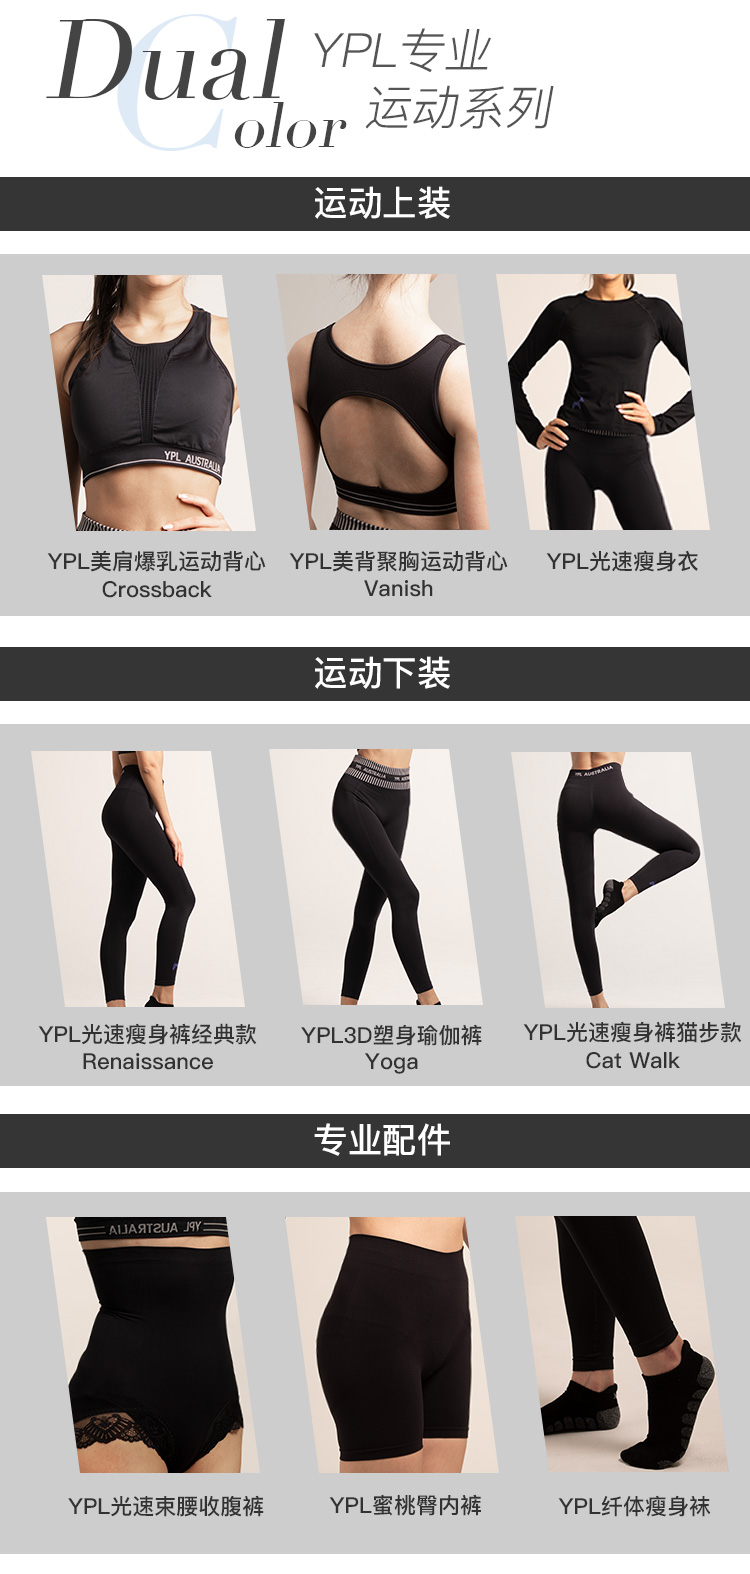 Dual
Color
YPL专业
运动系列
运动上装
YPL AUSTRALIA
YPL美肩爆乳运动背心
Crossback
YPL美背聚胸运动背心
Vanish
YPL光速瘦身衣
运动下装
YPL AUSTRALIA
YPL
YPL AUSTRALIA
YPL光速瘦身裤经典款
Renaissance
YPL3D塑身瑜伽裤
Yoga
YPL光速瘦身裤猫步款
Cat Walk
专业配件
YPL AUSTRALIA
YPL光速束腰收腹裤
YPL蜜桃臀内裤
YPL纤体瘦身袜